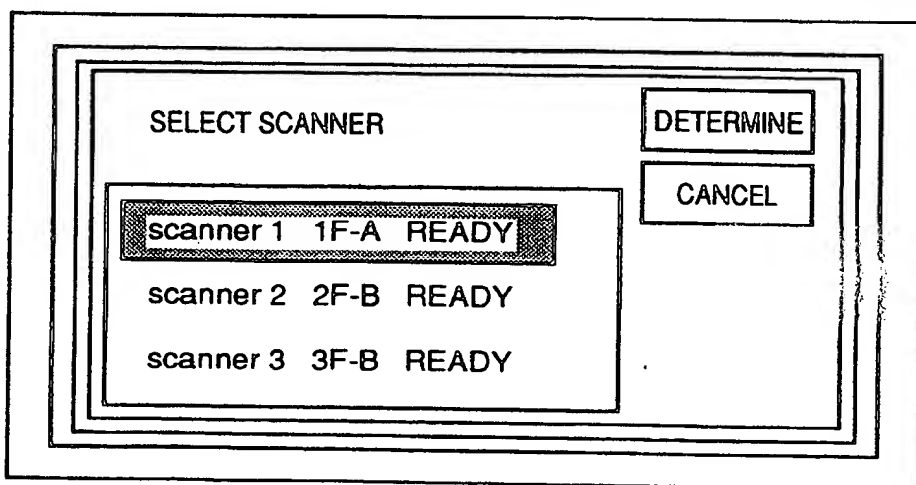 SELECT SCANNER
DETERMINE
CANCEL
scanner 1 1F-A READY
scanner 2 2F-B READY
scanner 3 3F-B READY